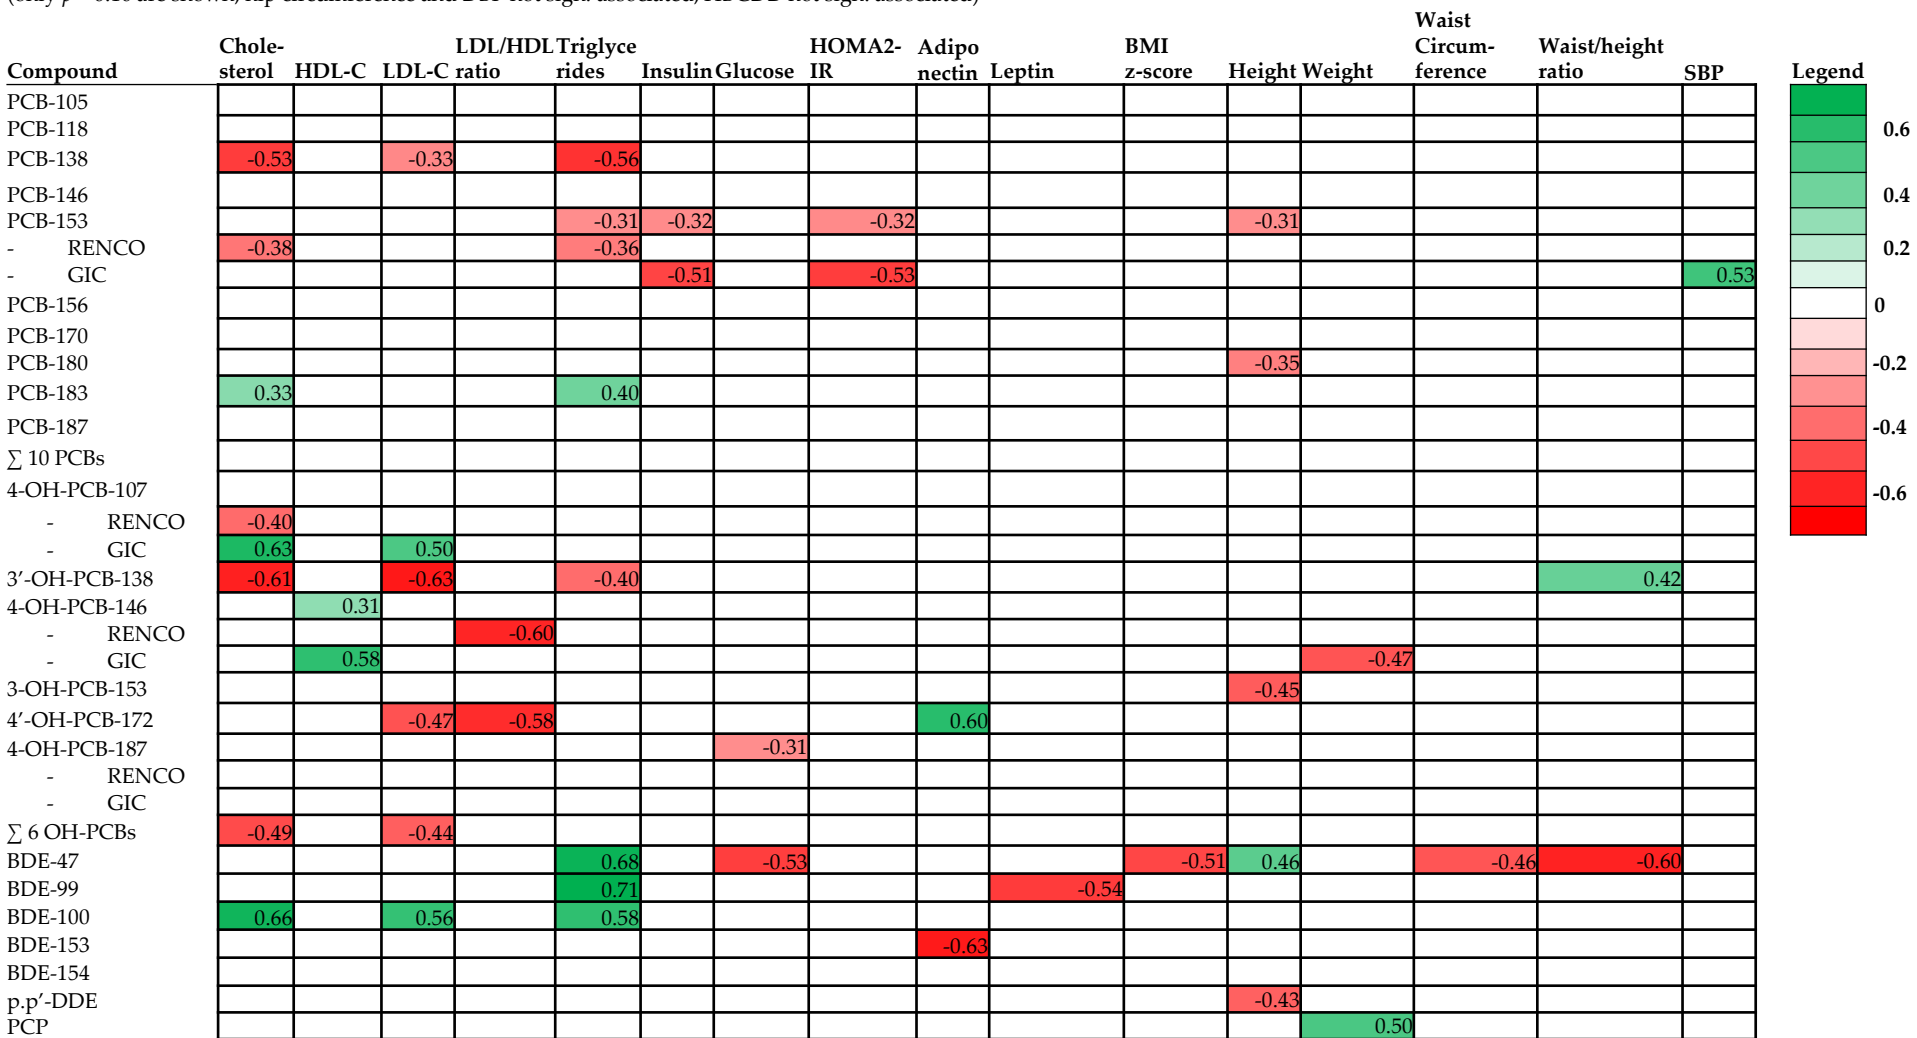 Waist
Chole- LDL/HDL Triglyce HOMA2- Adipo BMI Circum- Waist/height
Compound sterol HDL-C LDL-C ratio rides Insulin Glucose IR nectin Leptin z-score Height Weight ference ratio SBP Legend
PCB-105
PCB-118 0.6
PCB-138 -0.53 -0.33 -0.56
PCB-146 0.4
PCB-153 -0.31 -0.32 -0.32 -0.31
- RENCO -0.38 -0.36 0.2
- GIC -0.51 -0.53 0.53
PCB-156 0
PCB-170
PCB-180 -0.35 -0.2
PCB-183 0.33 0.40
PCB-187 -0.4
∑ 10 PCBs
4-OH-PCB-107 -0.6
- RENCO -0.40
- GIC 0.63 0.50
3′-OH-PCB-138 -0.61 -0.63 -0.40 0.42
4-OH-PCB-146 0.31
- RENCO -0.60
- GIC 0.58 -0.47
3-OH-PCB-153 -0.45
4′-OH-PCB-172 -0.47 -0.58 0.60
4-OH-PCB-187 -0.31
- RENCO
- GIC
∑ 6 OH-PCBs -0.49 -0.44
BDE-47 0.68 -0.53 -0.51 0.46 -0.46 -0.60
BDE-99 0.71 -0.54
BDE-100 0.66 0.56 0.58
BDE-153 -0.63
BDE-154
p.p′-DDE -0.43
PCP 0.50